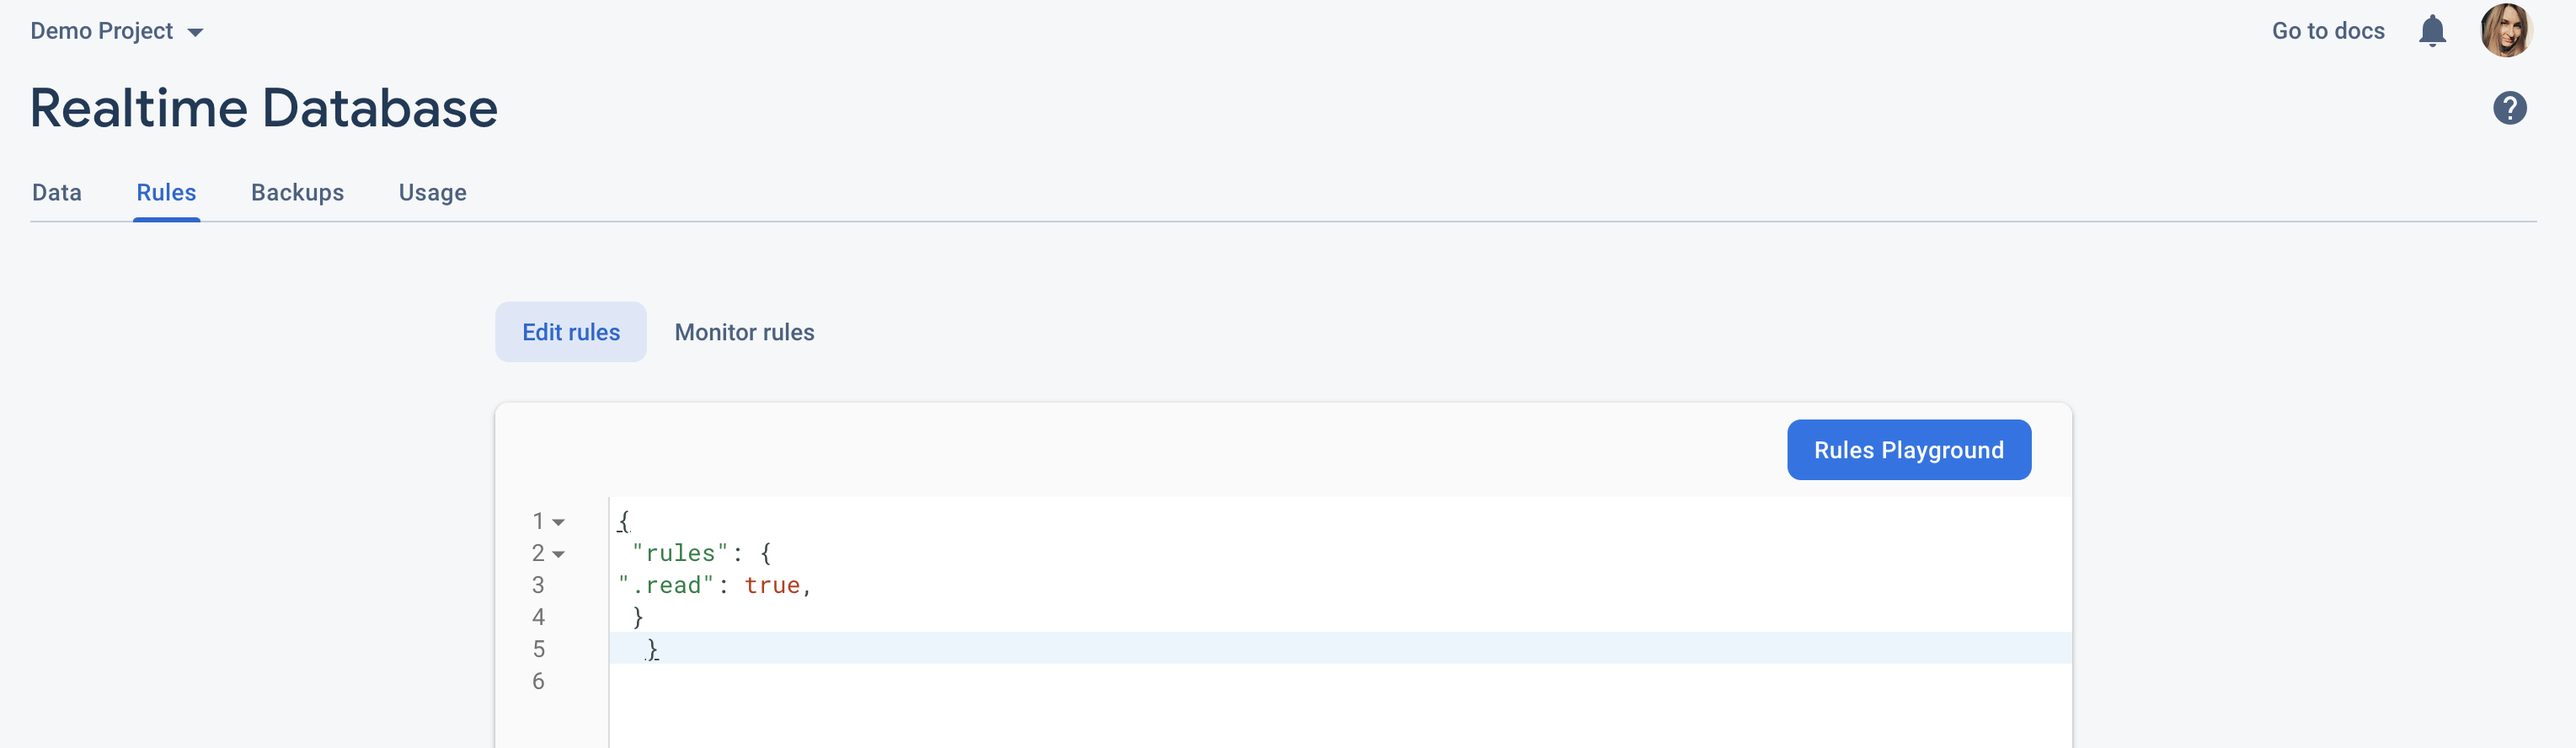 Demo Project
Go to docs
Realtime Database
?
Data Rules Backups Usage
Edit rules Monitor rules
Rules Playground
1 {
2 "rules": {
3 ".read": true,
4 }
5 }
6